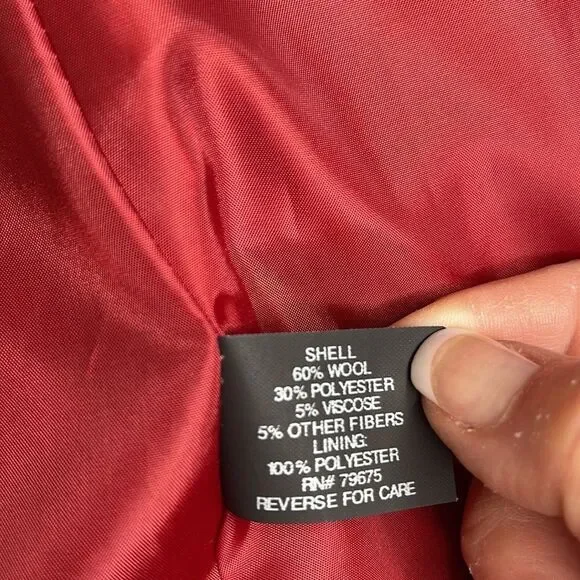 SHELL
60% WOOL
30% POLYESTER
5% VISCOSE
5% OTHER FIBERS
LINING:
100% POLYESTER
RN# 79675
REVERSE FOR CARE